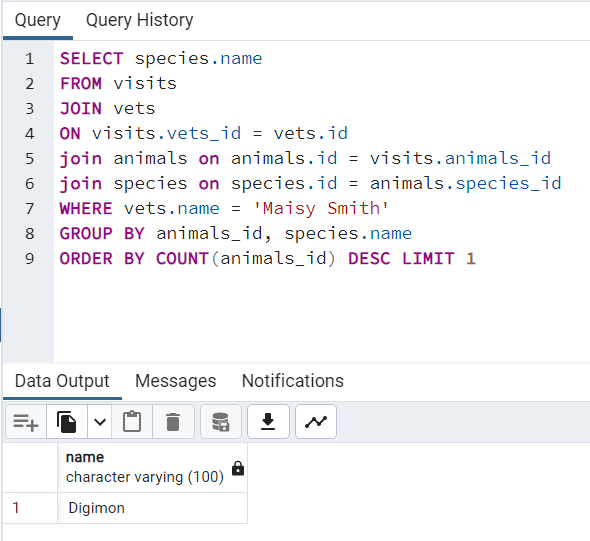 Query Query History
1 SELECT species.name
2 FROM visits
3 JOIN vets
4 ON visits.vets_id = vets.id
5 join animals on animals.id = visits.animals_id
6 join species on species.id = animals.species_id
7 WHERE vets.name = 'Maisy Smith'
8 GROUP BY animals_id, species.name
9 ORDER BY COUNT(animals_id) DESC LIMIT 1
Data Output Messages Notifications
name
character varying (100)
1 Digimon